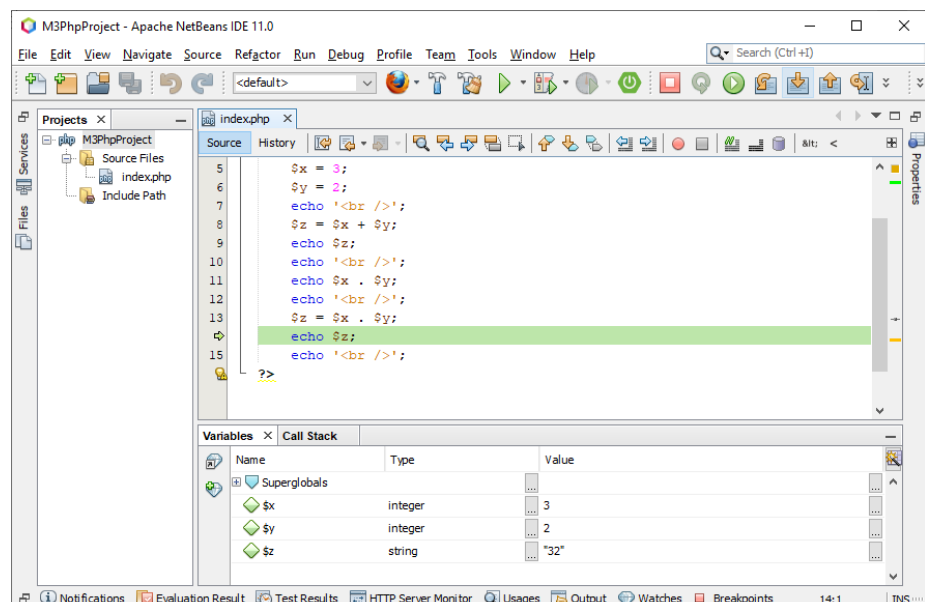 M3PhpProject - Apache NetBeans IDE 11.0
File Edit View Navigate Source Refactor Run Debug Profile Team Tools Window Help
Search (Ctrl+I)
<default>
Projects
index.php
M3PhpProject
Source Files
index.php
Include Path
Services
Files
Properties
Source History
&lt; <
5 $x = 3;
6 $y = 2;
7 echo '<br />';
8 $z = $x + $y;
9 echo $z;
10 echo '<br />';
11 echo $x . $y;
12 echo '<br />';
13 $z = $x . $y;
echo $z;
15 echo '<br />';
?>
Variables Call Stack
Name Type Value
Superglobals ... ...
$x integer ... 3 ...
$y integer ... 2 ...
$z string ... "32" ...
Notifications Evaluation Result Test Results HTTP Server Monitor Usages Output Watches Breakpoints 14:1 INS